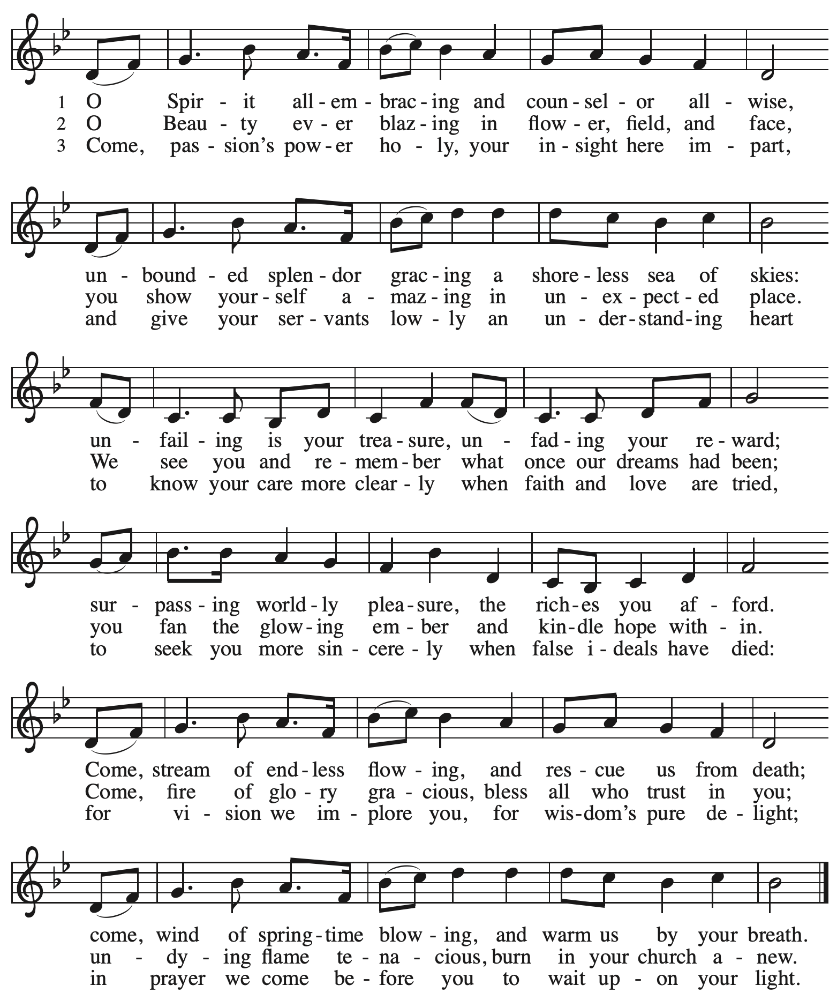 1 O Spir - it all - em - brac - ing and coun - sel - or all - wise,
2 O Beau - ty ev - er blaz - ing in flow - er, field, and face,
3 Come, pas - sion's pow - er ho - ly, your in - sight here im - part,
un - bound - ed splen - dor grac - ing a shore - less sea of skies:
you show your - self a - maz - ing in un - ex - pect - ed place.
and give your ser - vants low - ly an un - der - stand - ing heart
un - fail - ing is your trea - sure, un - fad - ing your re - ward;
We see you and re - mem - ber what once our dreams had been;
to know your care more clear - ly when faith and love are tried,
sur - pass - ing world - ly plea - sure, the rich - es you af - ford.
you fan the glow - ing em - ber and kin - dle hope with - in.
to seek you more sin - cere - ly when false i - deals have died:
Come, stream of end - less flow - ing, and res - cue us from death;
Come, fire of glo - ry gra - cious, bless all who trust in you;
for vi - sion we im - plore you, for wis - dom's pure de - light;
come, wind of spring - time blow - ing, and warm us by your breath.
un - dy - ing flame te - na - cious, burn in your church a - new.
in prayer we come be - fore you to wait up - on your light.